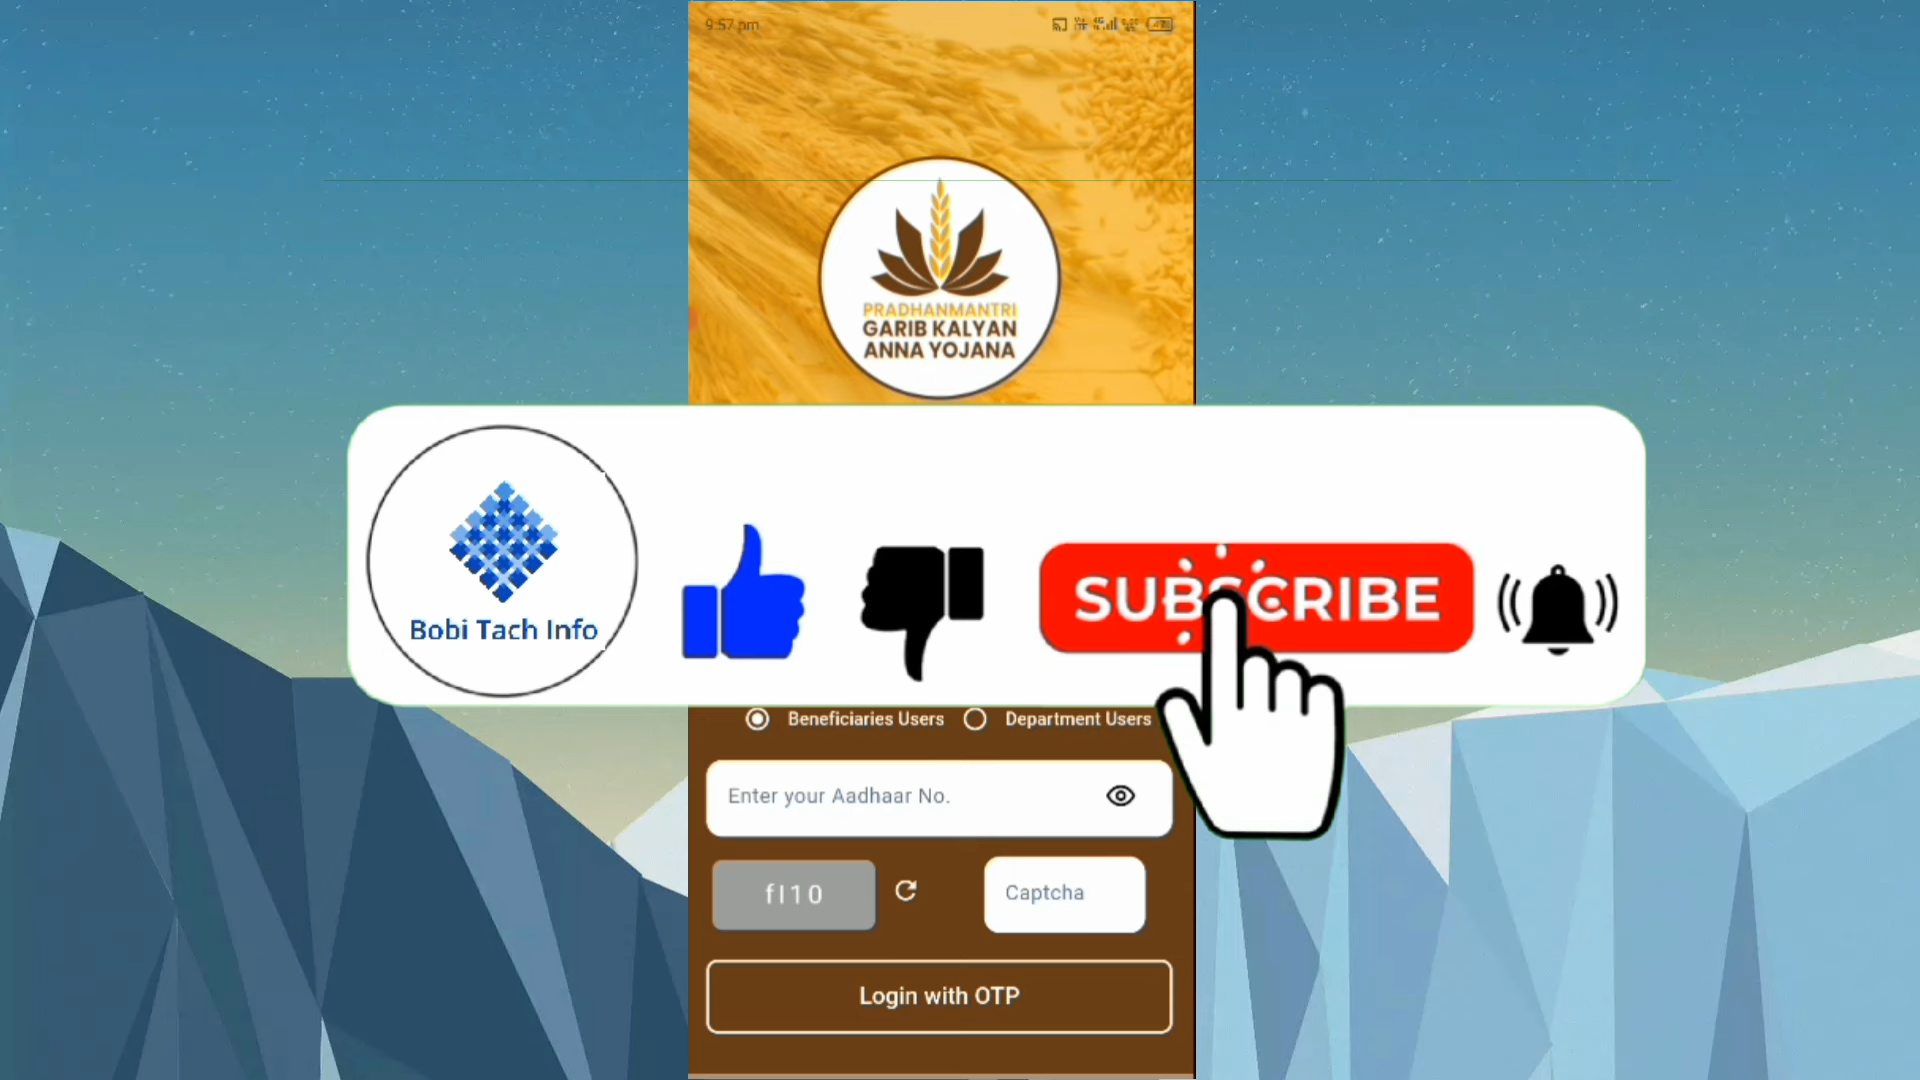 9:57 pm
PRADHANMANTRI
GARIB KALYAN
ANNA YOJANA
Bobi Tach Info
SUBSCRIBE
Beneficiaries Users
Department Users
Enter your Aadhaar No.
fI10
Captcha
Login with OTP